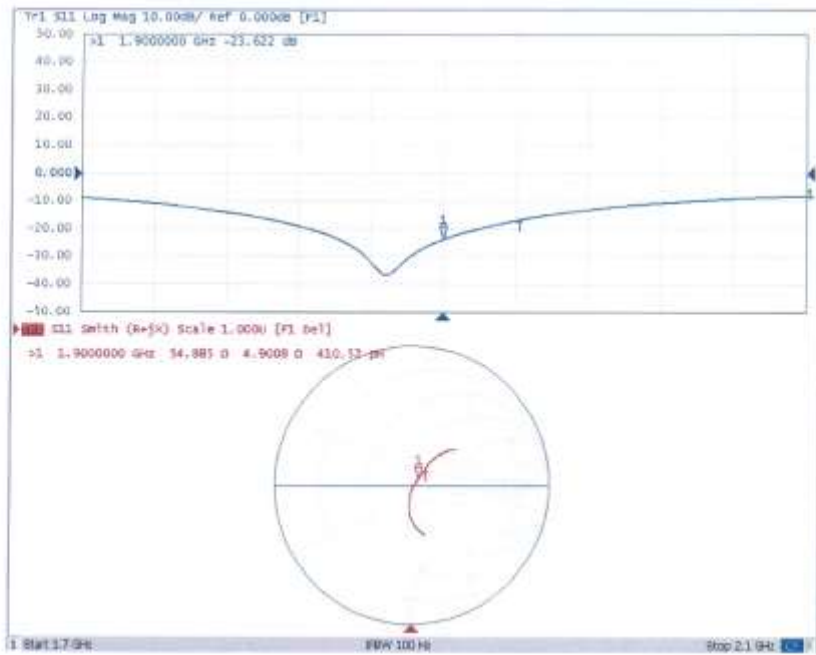 Tr1 S11 Log Mag 10.00dB/ Ref 0.000dB [F1]
50.00
>1 1.9000000 GHz -23.622 dB
40.00
30.00
20.00
10.00
0.000
-10.00
-20.00
-30.00
-40.00
-50.00
1
1
S11 Smith (R+jX) Scale 1.000U [F1 Del]
>1 1.9000000 GHz 54.885 Ω 4.9008 Ω 410.52 pH
1
1 Start 1.7 GHz IFBW 100 Hz Stop 2.1 GHz